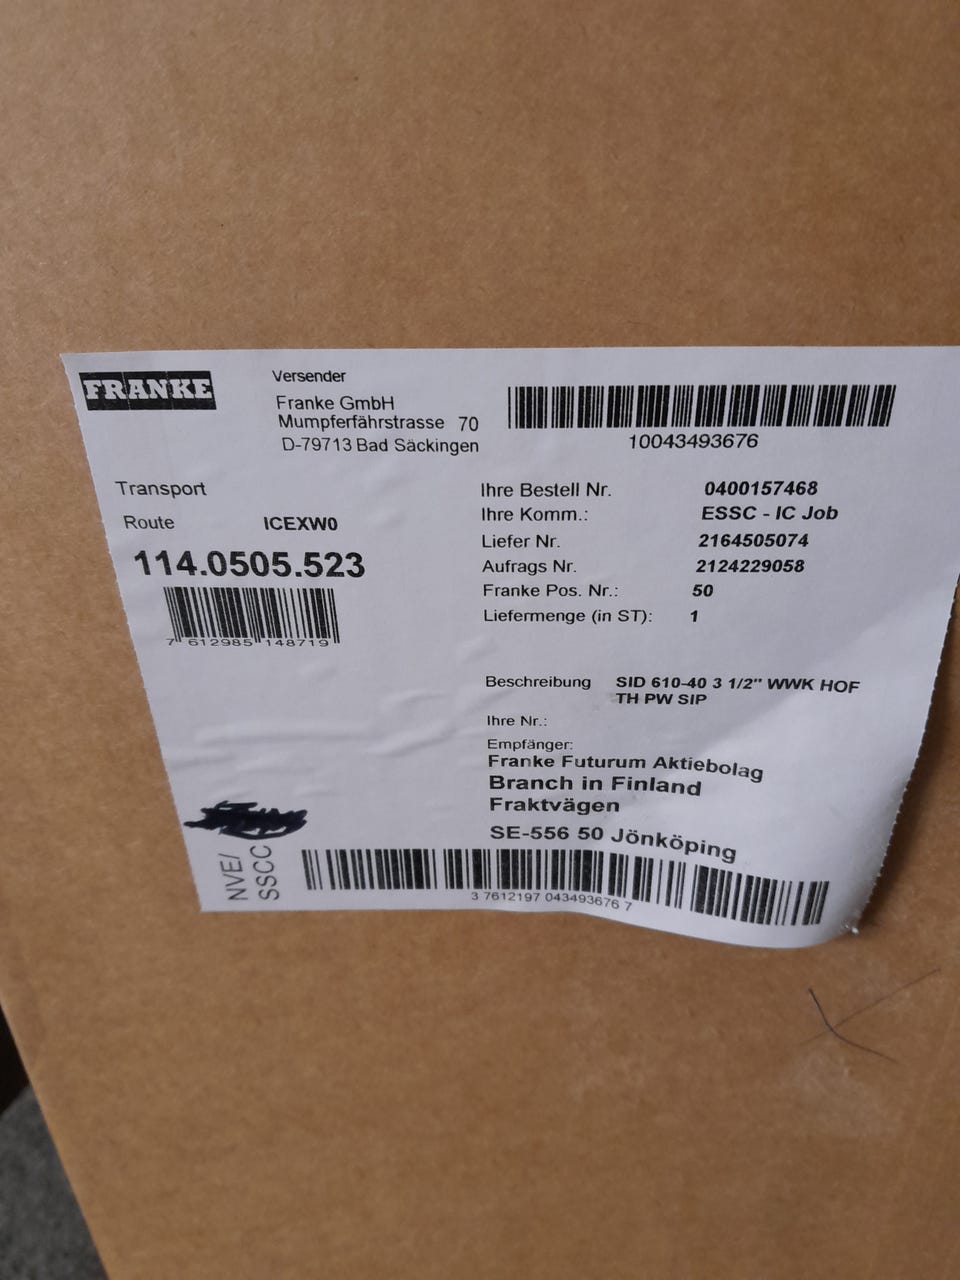 FRANKE
Versender
Franke GmbH
Mumpferfährstrasse 70
D-79713 Bad Säckingen
10043493676
Transport
Route ICEXW0
114.0505.523
7 612985 148719
Ihre Bestell Nr. 0400157468
Ihre Komm.: ESSC - IC Job
Liefer Nr. 2164505074
Aufrags Nr. 2124229058
Franke Pos. Nr.: 50
Liefermenge (in ST): 1
Beschreibung SID 610-40 3 1/2" WWK HOF
TH PW SIP
Ihre Nr.:
Empfänger:
Franke Futurum Aktiebolag
Branch in Finland
Fraktvägen
SE-556 50 Jönköping
NVE/
SSCC
3 7612197 043493676 7